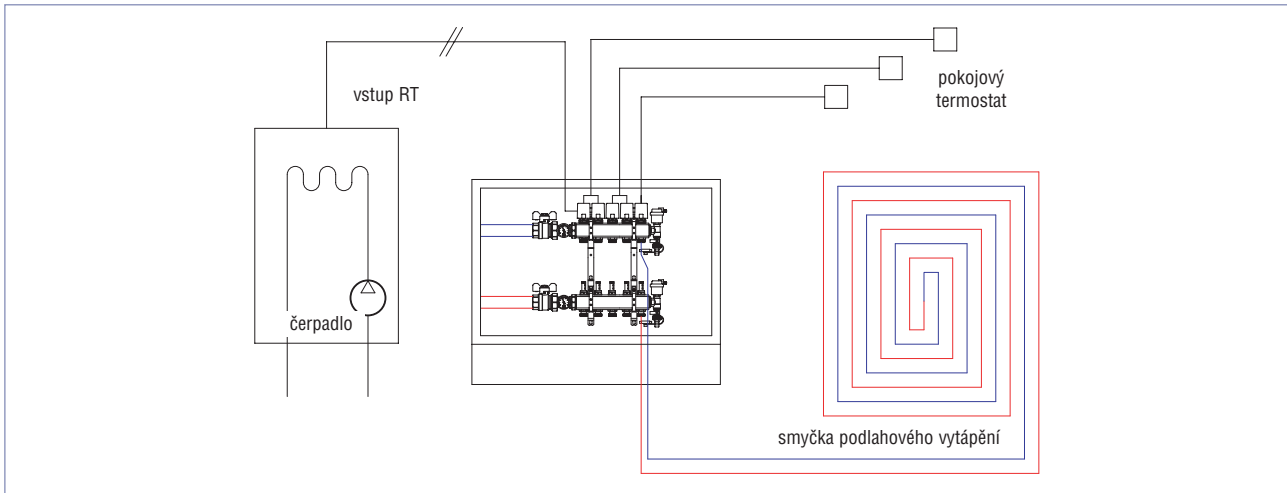 vstup RT
pokojový
termostat
čerpadlo
smyčka podlahového vytápění